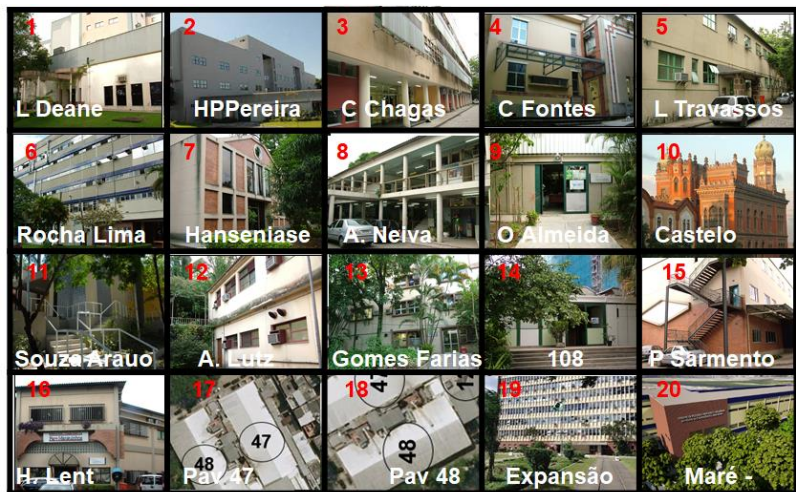 1
L Deane
2
HPPereira
3
C Chagas
4
C Fontes
5
L Travassos
6
Rocha Lima
7
Hanseniase
8
A. Neiva
9
O Almeida
10
Castelo
11
Souza Arauo
12
A. Lutz
13
Gomes Farias
14
108
15
P Sarmento
16
H. Lent
17
47
48
Pav 47
18
47
48
Pav 48
19
Expansão
20
Maré -